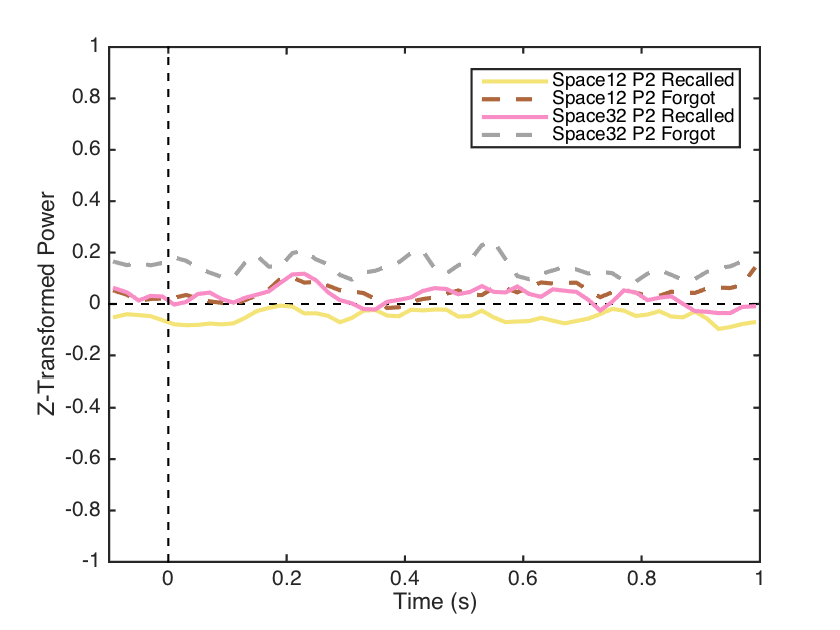 1
0.8
0.6
0.4
0.2
0
-0.2
-0.4
-0.6
-0.8
-1
Z-Transformed Power
Space12 P2 Recalled
Space12 P2 Forgot
Space32 P2 Recalled
Space32 P2 Forgot
0 0.2 0.4 0.6 0.8 1
Time (s)